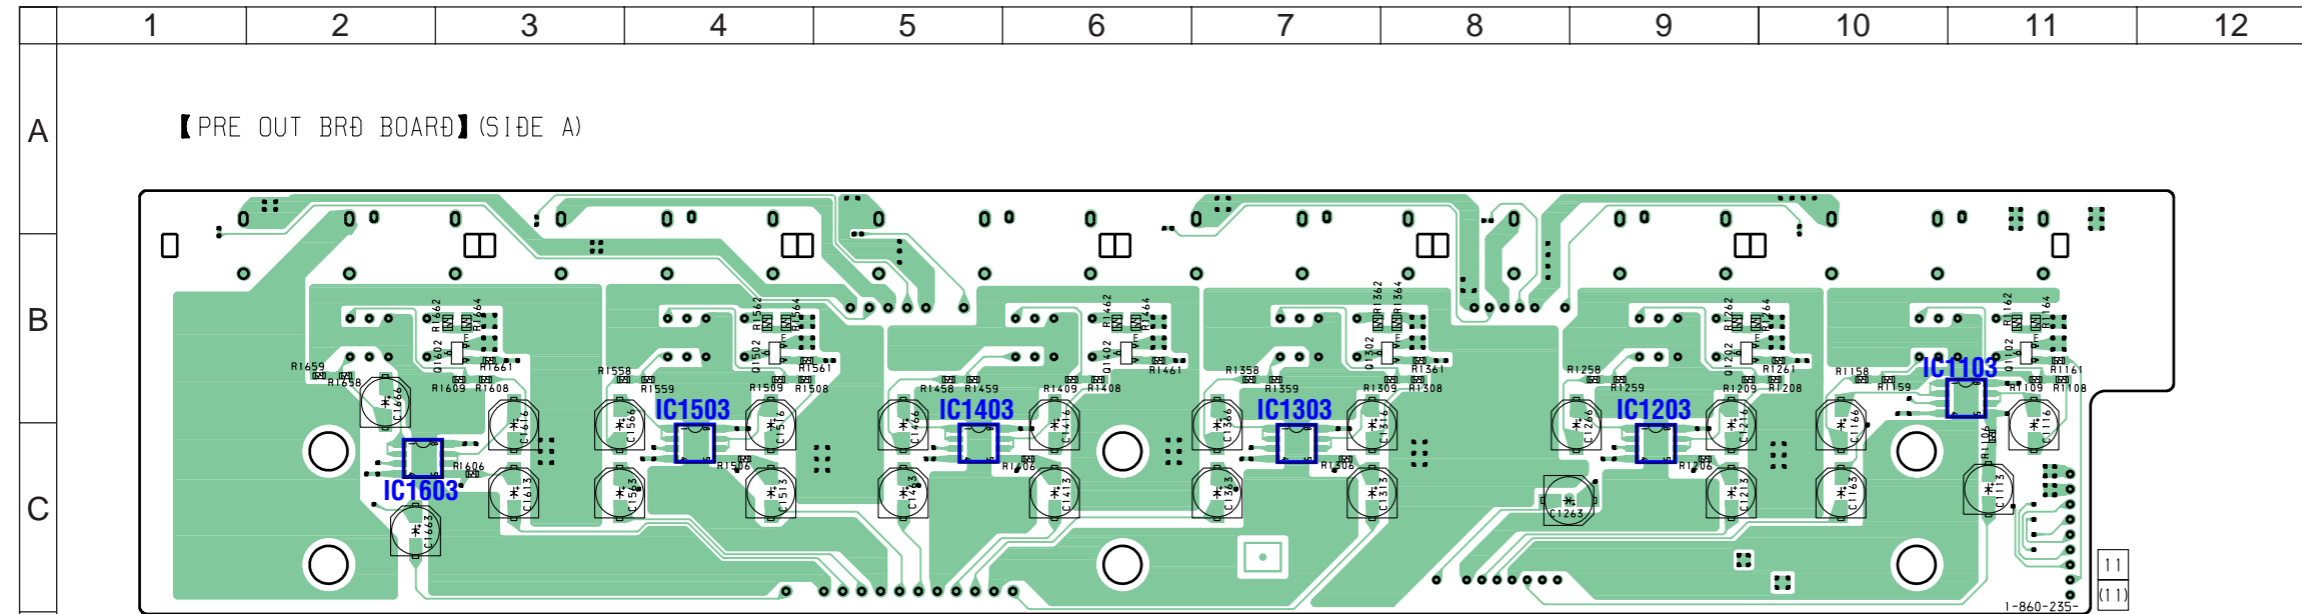 1 2 3 4 5 6 7 8 9 10 11 12
A
【PRE OUT BRD BOARD】(SIDE A)
B
R1662 R1664 R1562 R1564 R1462 R1464 R1362 R1364 R1262 R1264 R1162 R1164
Q1602 Q1502 Q1402 Q1302 Q1202 Q1102
R1659 R1658 R1661 R1558 R1561 R1461 R1358 R1361 R1258 R1261 R1158 R1161
R1609 R1608 R1559 R1509 R1508 R1458 R1459 R1409 R1408 R1359 R1309 R1308 R1259 R1209 R1208 R1159 R1109 R1108
IC1103
IC1503 IC1403 IC1303 IC1203
C1666 C1616 C1566 C1516 C1466 C1416 C1366 C1316 C1266 C1216 C1166 C1116
R1606 R1506 R1406 R1306 R1206 R1106
IC1603
C
C1613 C1563 C1513 C1463 C1413 C1363 C1313 C1263 C1213 C1163 C1113
C1663
11
(11)
1-860-235-